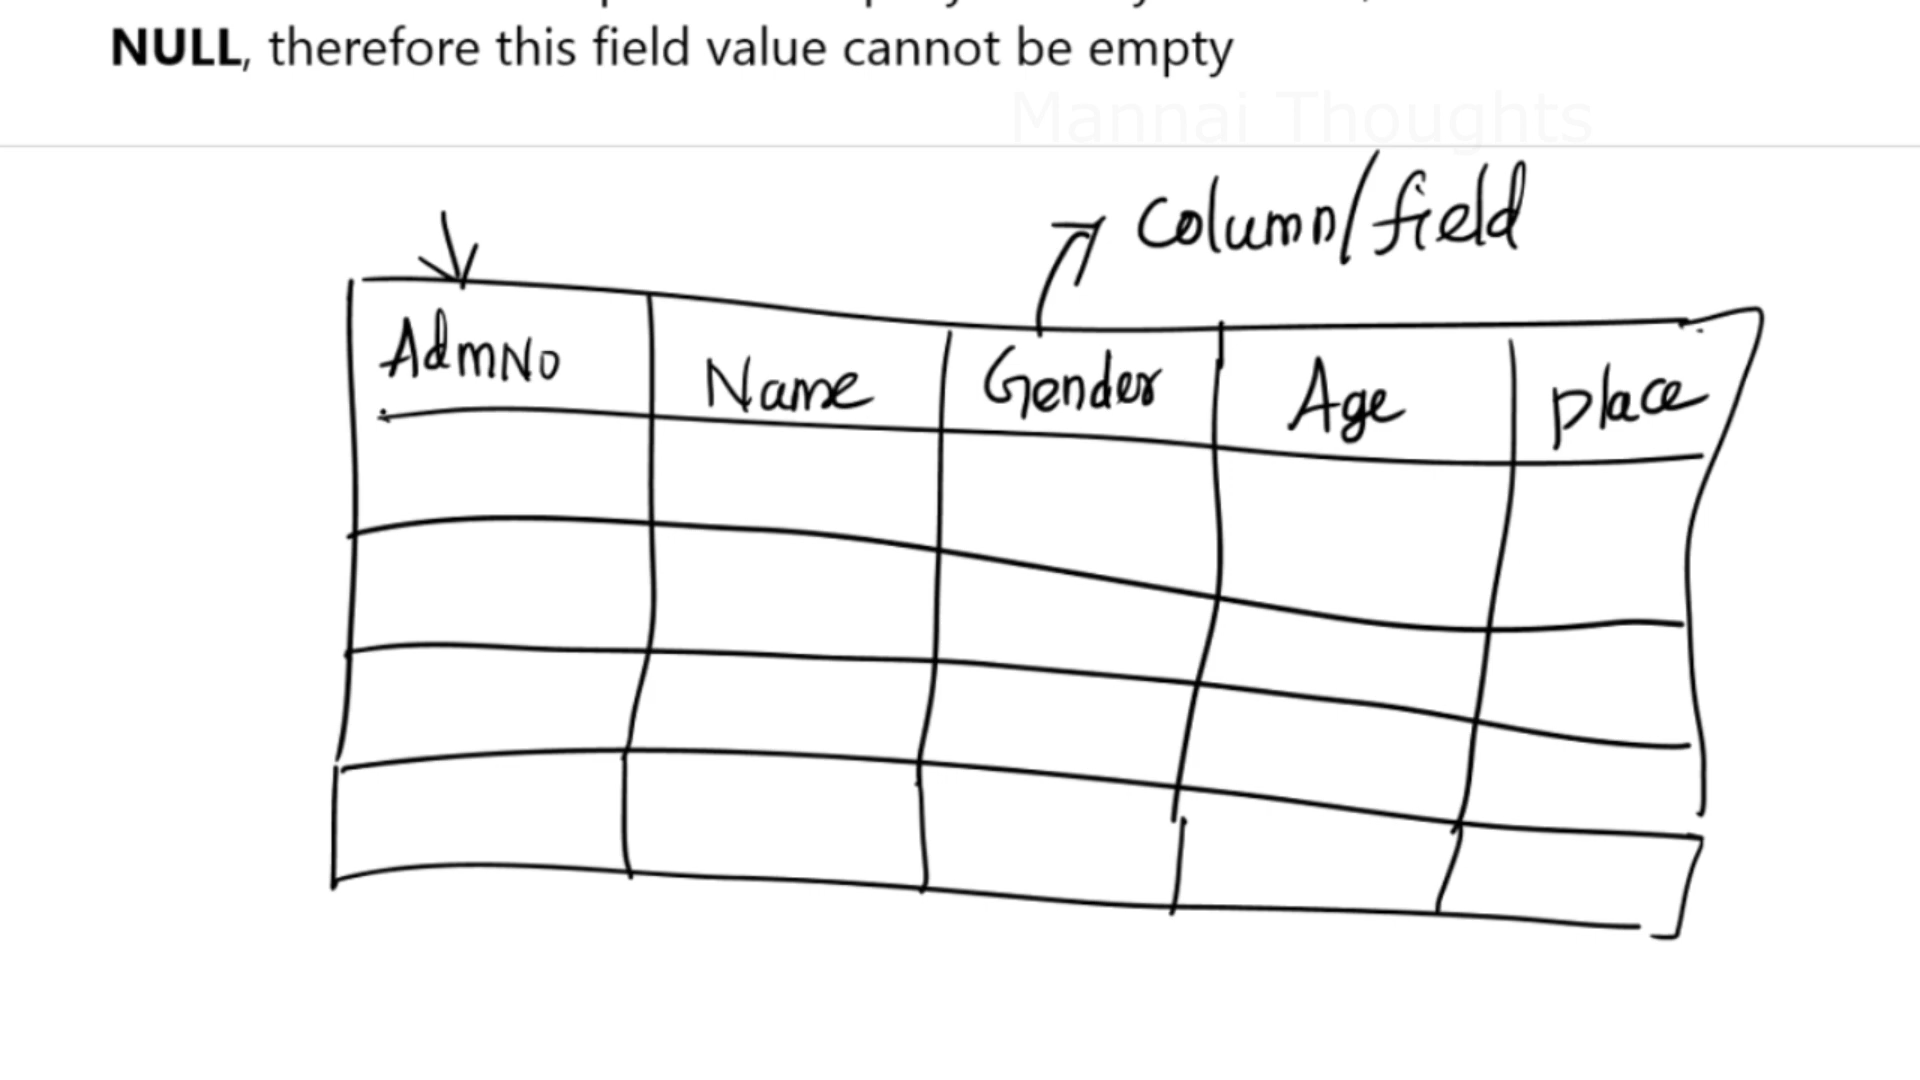 NULL, therefore this field value cannot be empty
Mannai Thoughts
Column/field
AdmNo Name Gender Age place